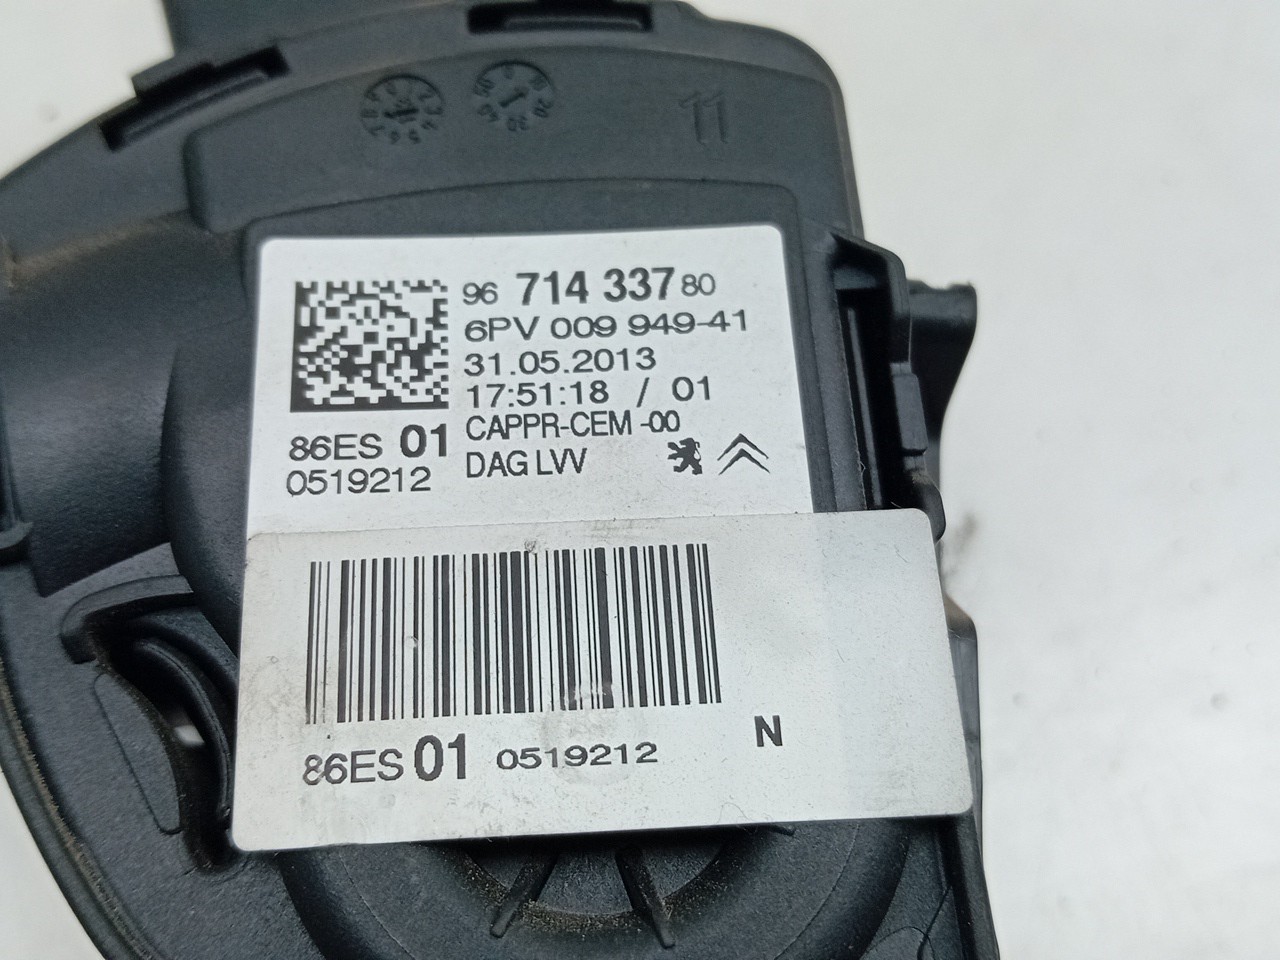 11
96 714 337 80
6PV 009 949-41
31.05.2013
17:51:18 / 01
CAPPR-CEM -00
DAG LVV
86ES 01
0519212
86ES 01 0519212
N